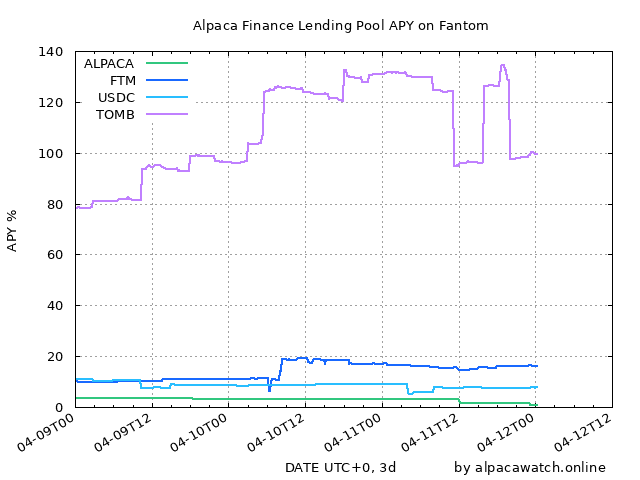 Alpaca Finance Lending Pool APY on Fantom
140
120
100
80
60
40
20
0
APY %
ALPACA
FTM
USDC
TOMB
04-09T00
04-09T12
04-10T00
04-10T12
04-11T00
04-11T12
04-12T00
04-12T12
DATE UTC+0, 3d
by alpacawatch.online